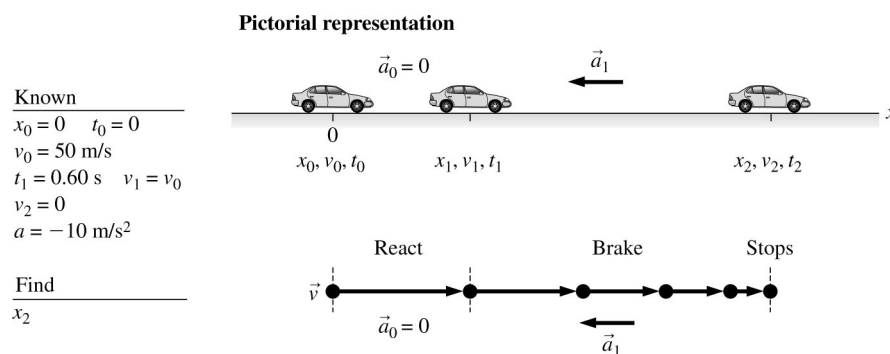 Pictorial representation
a⃗₀ = 0
a⃗₁
x
0
x₀, v₀, t₀
x₁, v₁, t₁
x₂, v₂, t₂
Known
x₀ = 0 t₀ = 0
v₀ = 50 m/s
t₁ = 0.60 s v₁ = v₀
v₂ = 0
a = −10 m/s²
Find
x₂
React
Brake
Stops
v⃗
a⃗₀ = 0
a⃗₁